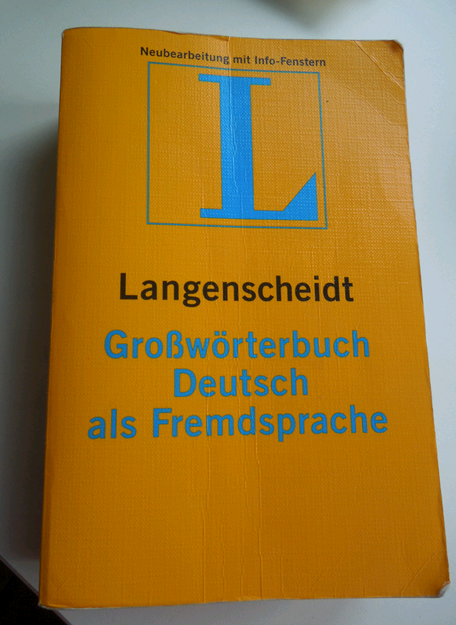 Neubearbeitung mit Info-Fenstern
L
Langenscheidt
Großwörterbuch
Deutsch
als Fremdsprache